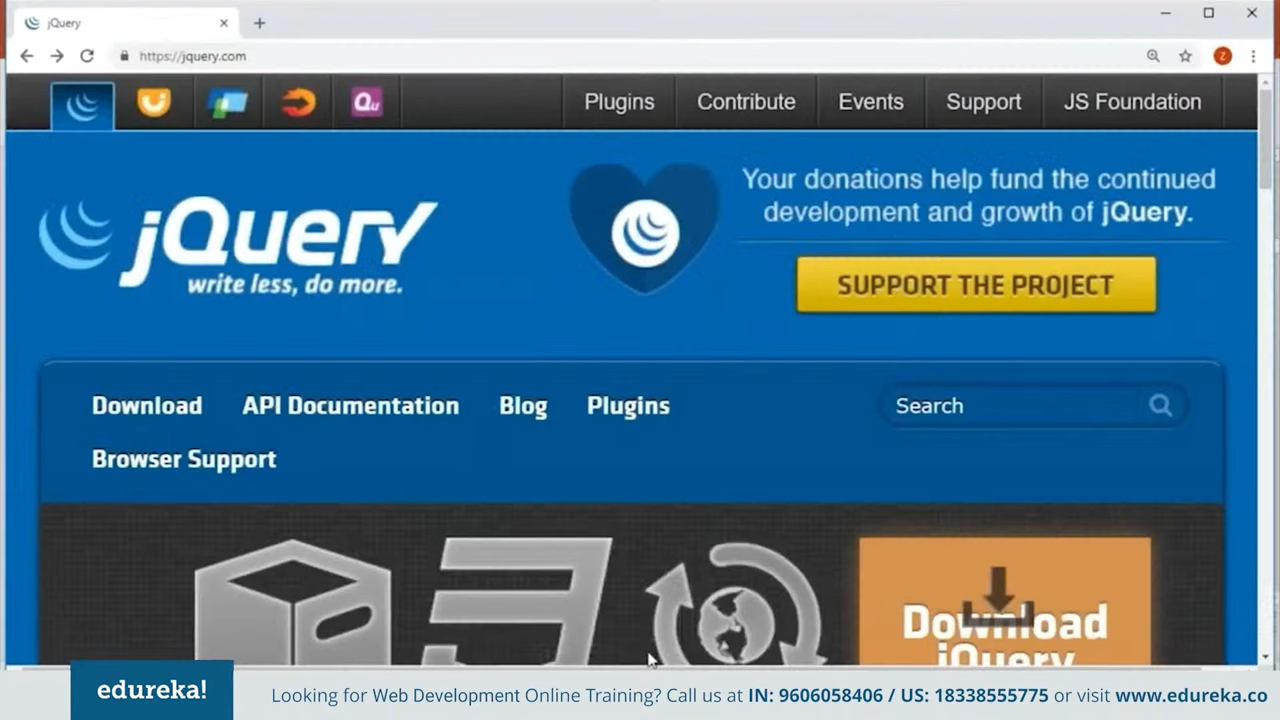 jQuery
https://jquery.com
Z
Qu
Plugins
Contribute
Events
Support
JS Foundation
jQuery
write less, do more.
Your donations help fund the continued
development and growth of jQuery.
SUPPORT THE PROJECT
Download
API Documentation
Blog
Plugins
Search
Browser Support
Download
jQuery
edureka!
Looking for Web Development Online Training? Call us at IN: 9606058406 / US: 18338555775 or visit www.edureka.co